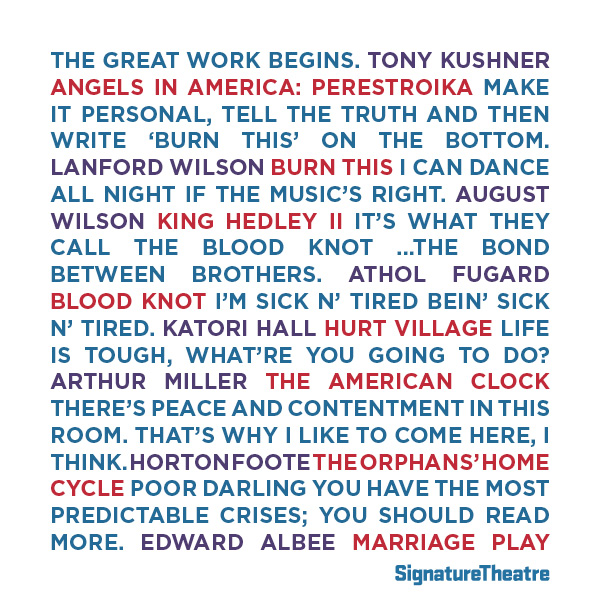 THE GREAT WORK BEGINS. TONY KUSHNER
ANGELS IN AMERICA: PERESTROIKA MAKE
IT PERSONAL, TELL THE TRUTH AND THEN
WRITE ‘BURN THIS’ ON THE BOTTOM.
LANFORD WILSON BURN THIS I CAN DANCE
ALL NIGHT IF THE MUSIC’S RIGHT. AUGUST
WILSON KING HEDLEY II IT’S WHAT THEY
CALL THE BLOOD KNOT ...THE BOND
BETWEEN BROTHERS. ATHOL FUGARD
BLOOD KNOT I’M SICK N’ TIRED BEIN’ SICK
N’ TIRED. KATORI HALL HURT VILLAGE LIFE
IS TOUGH, WHAT’RE YOU GOING TO DO?
ARTHUR MILLER THE AMERICAN CLOCK
THERE’S PEACE AND CONTENTMENT IN THIS
ROOM. THAT’S WHY I LIKE TO COME HERE, I
THINK. HORTON FOOTE THE ORPHANS’ HOME
CYCLE POOR DARLING YOU HAVE THE MOST
PREDICTABLE CRISES; YOU SHOULD READ
MORE. EDWARD ALBEE MARRIAGE PLAY
SignatureTheatre